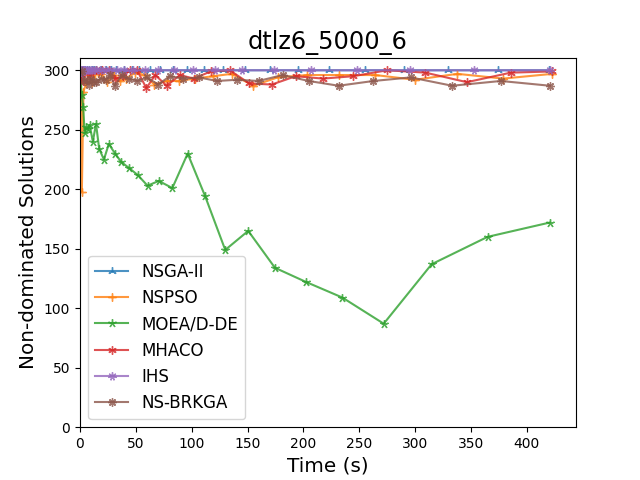 dtlz6_5000_6
Non-dominated Solutions
300
250
200
150
100
50
0
NSGA-II
NSPSO
MOEA/D-DE
MHACO
IHS
NS-BRKGA
0 50 100 150 200 250 300 350 400
Time (s)